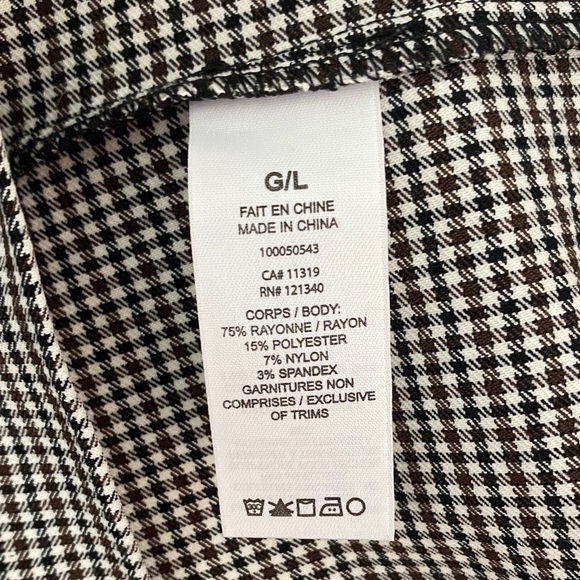 G/L
FAIT EN CHINE
MADE IN CHINA
100050543
CA# 11319
RN# 121340
CORPS / BODY:
75% RAYONNE / RAYON
15% POLYESTER
7% NYLON
3% SPANDEX
GARNITURES NON
COMPRISES / EXCLUSIVE
OF TRIMS